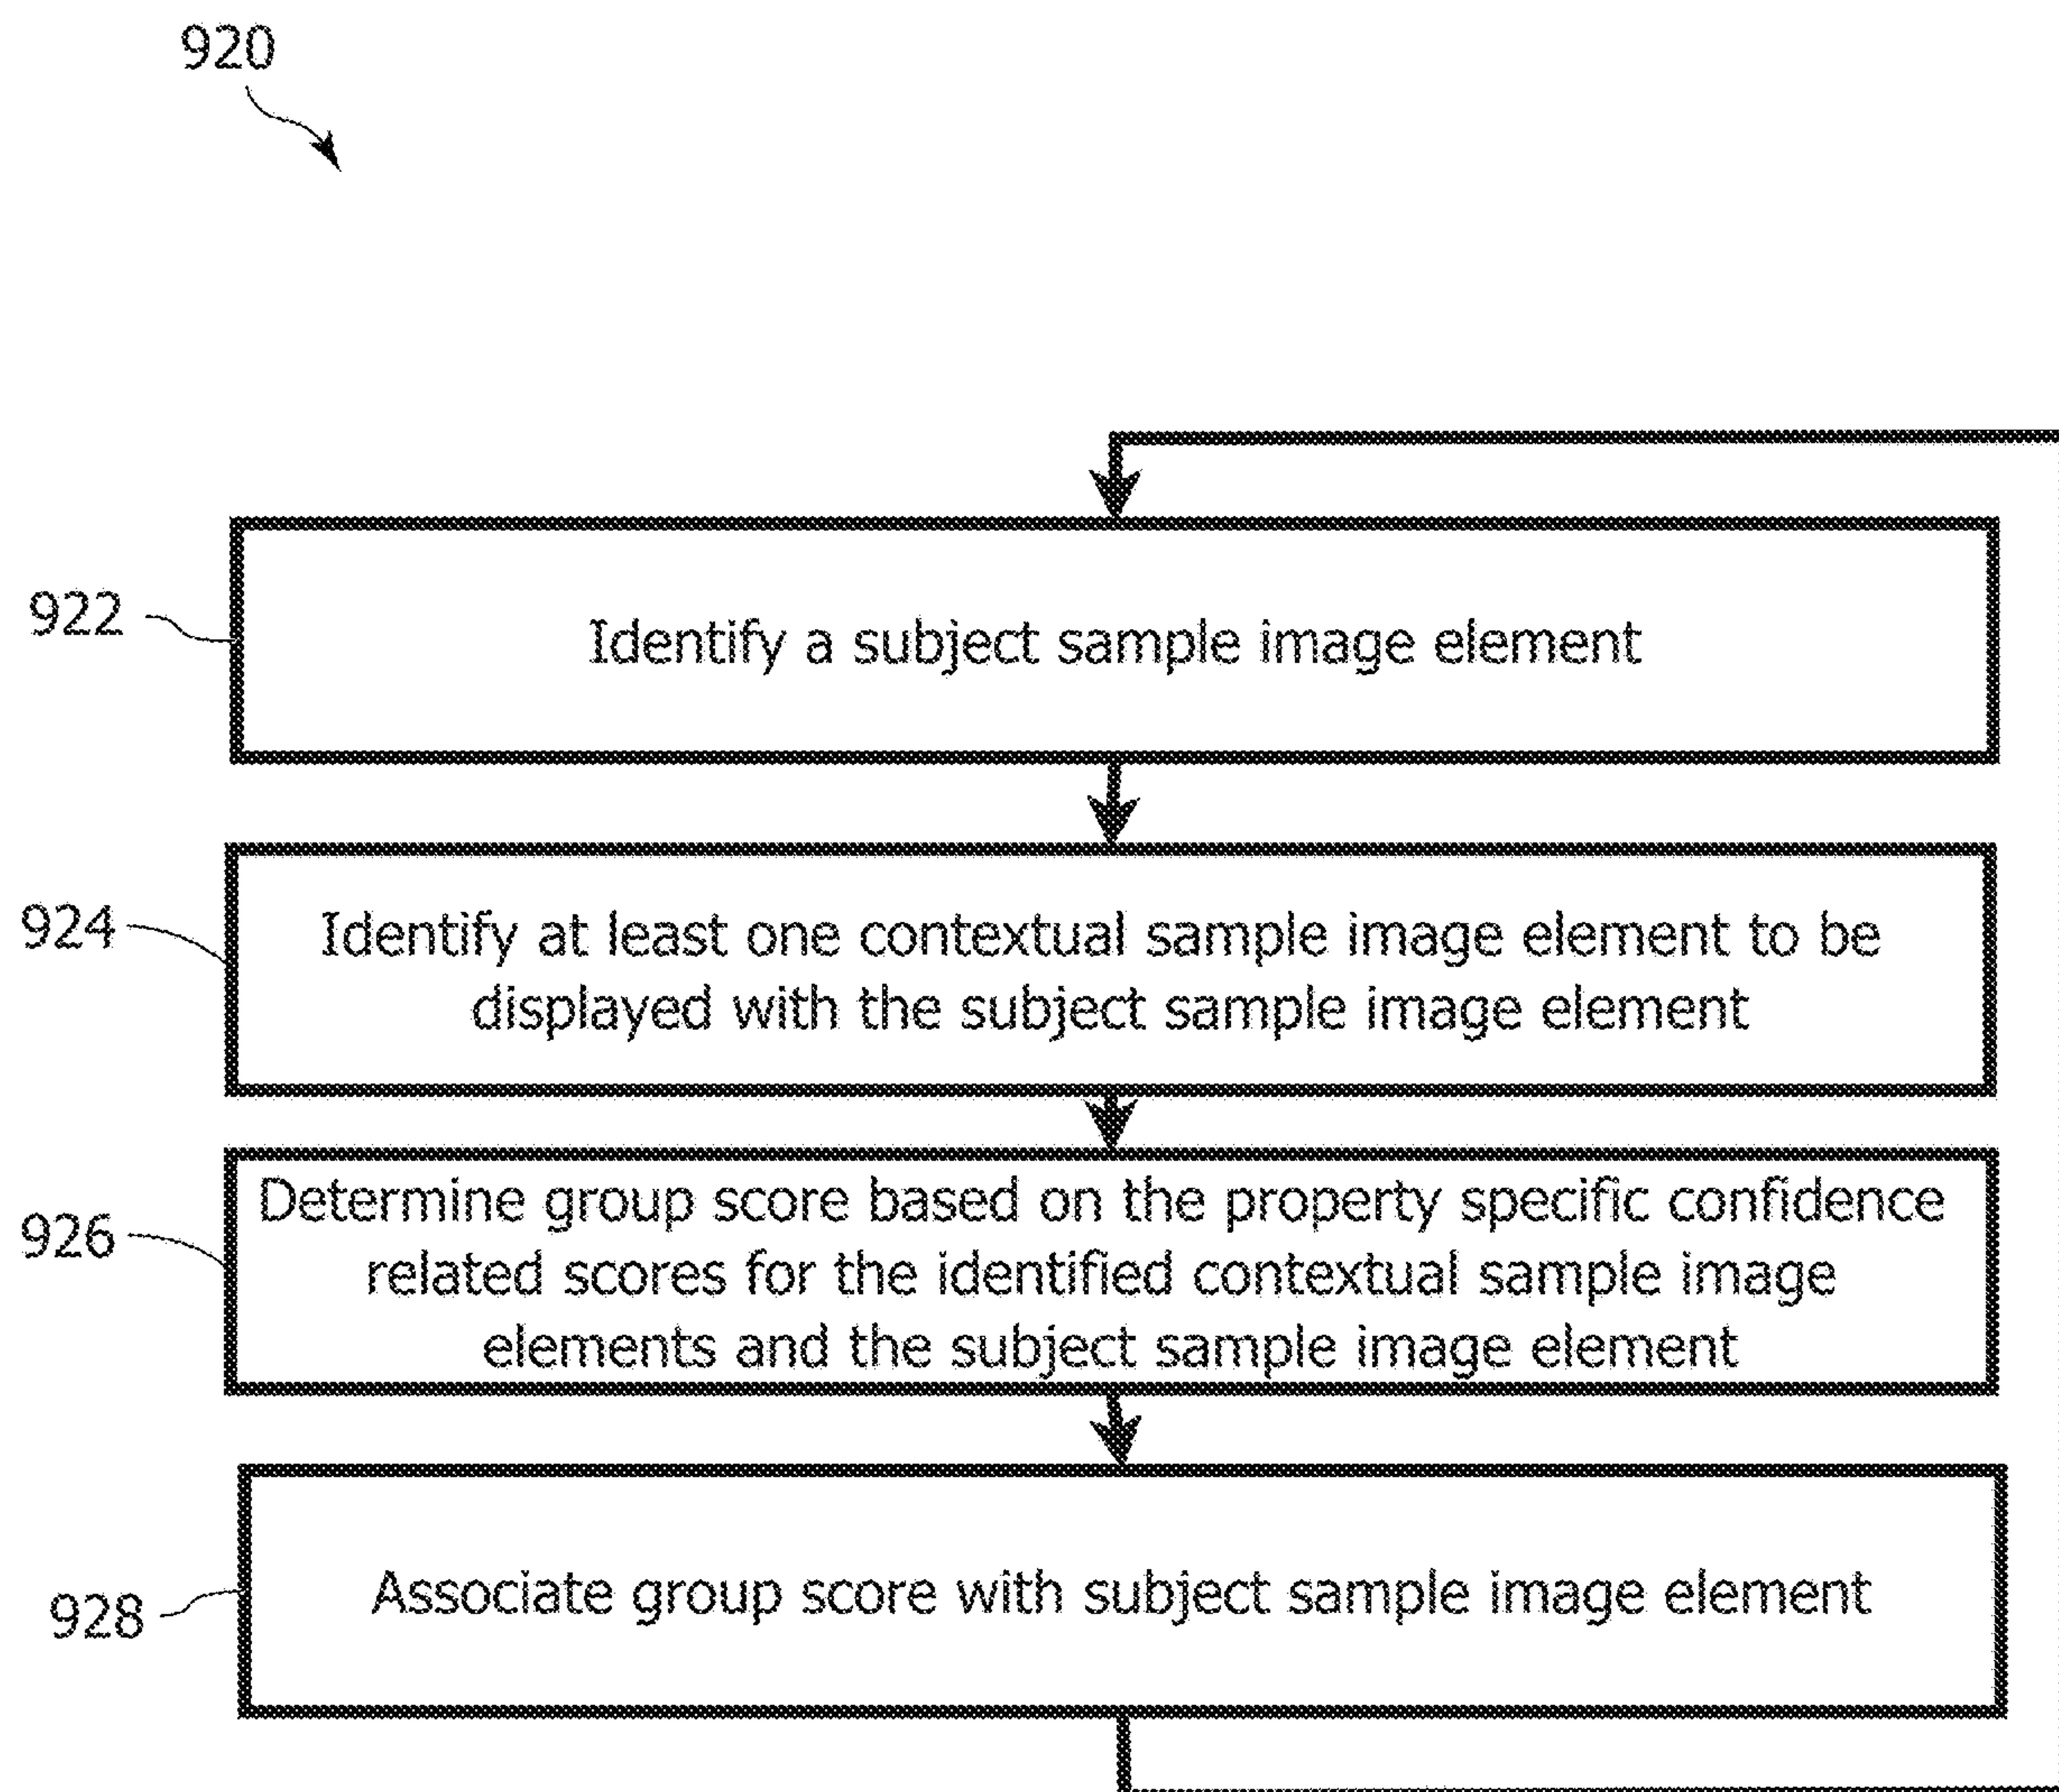 920
922
Identify a subject sample image element
924
Identify at least one contextual sample image element to be
displayed with the subject sample image element
926
Determine group score based on the property specific confidence
related scores for the identified contextual sample image
elements and the subject sample image element
928
Associate group score with subject sample image element